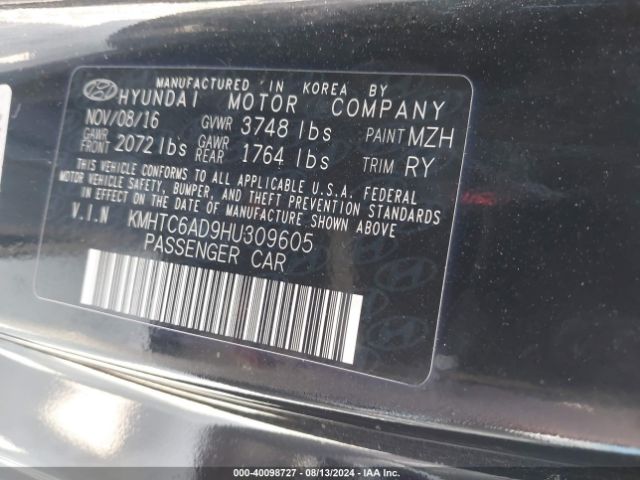 MANUFACTURED IN KOREA BY
HYUNDAI MOTOR COMPANY
NOV/08/16 GVWR 3748 lbs PAINT MZH
GAWR FRONT 2072 lbs GAWR REAR 1764 lbs TRIM RY
THIS VEHICLE CONFORMS TO ALL APPLICABLE U.S.A. FEDERAL
MOTOR VEHICLE SAFETY, BUMPER, AND THEFT PREVENTION
STANDARDS IN EFFECT ON THE DATE OF MANUFACTURE SHOWN ABOVE
V.I.N KMHTC6AD9HU309605
PASSENGER CAR
000-40098727 - 08/13/2024 - IAA Inc.